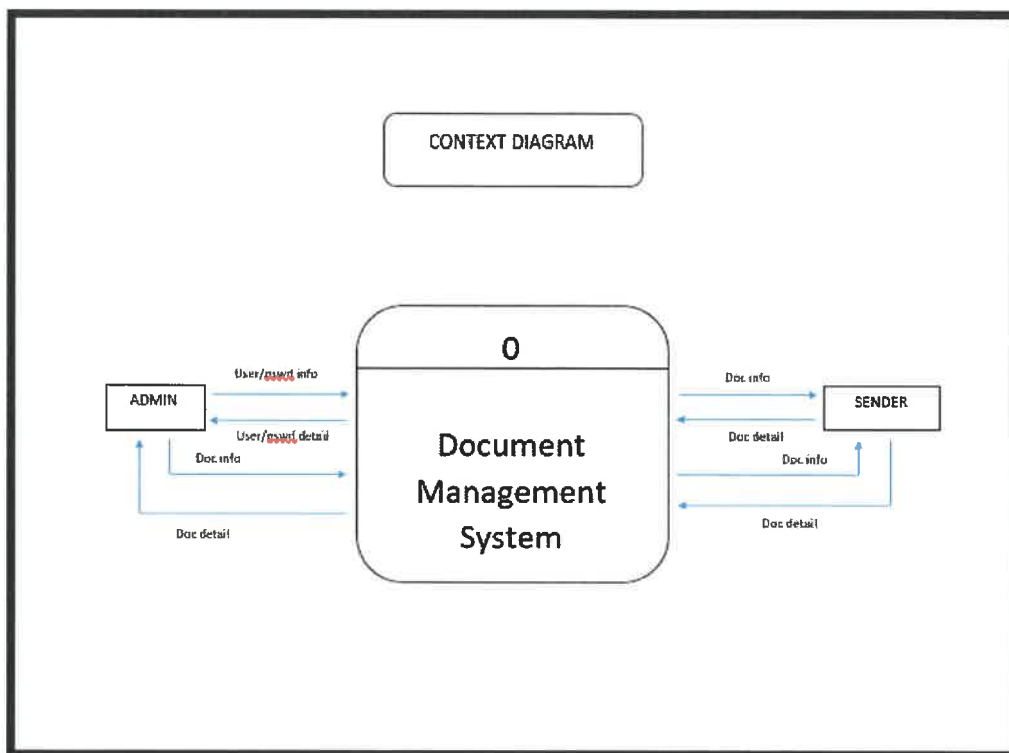 CONTEXT DIAGRAM
0
Document
Management
System
ADMIN
User/pswd info
User/pswd detail
Doc info
Doc detail
SENDER
Doc info
Doc detail
Doc info
Doc detail